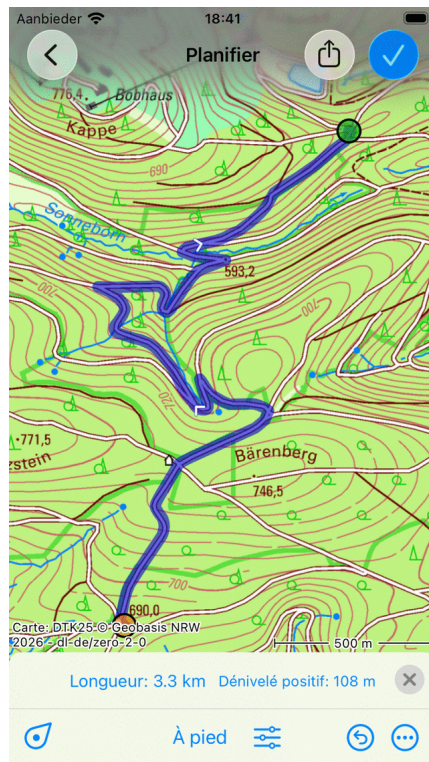 Aanbieder 18:41
Planifier
776,4
Bobhaus
Kappe
690
Sonneborn
593,2
700
700
720
771,5
zstein
Bärenberg
746,5
700
690,0
Carte: DTK25 © Geobasis NRW
2026 - dl-de/zero-2-0
500 m
Longueur: 3.3 km Dénivelé positif: 108 m
À pied